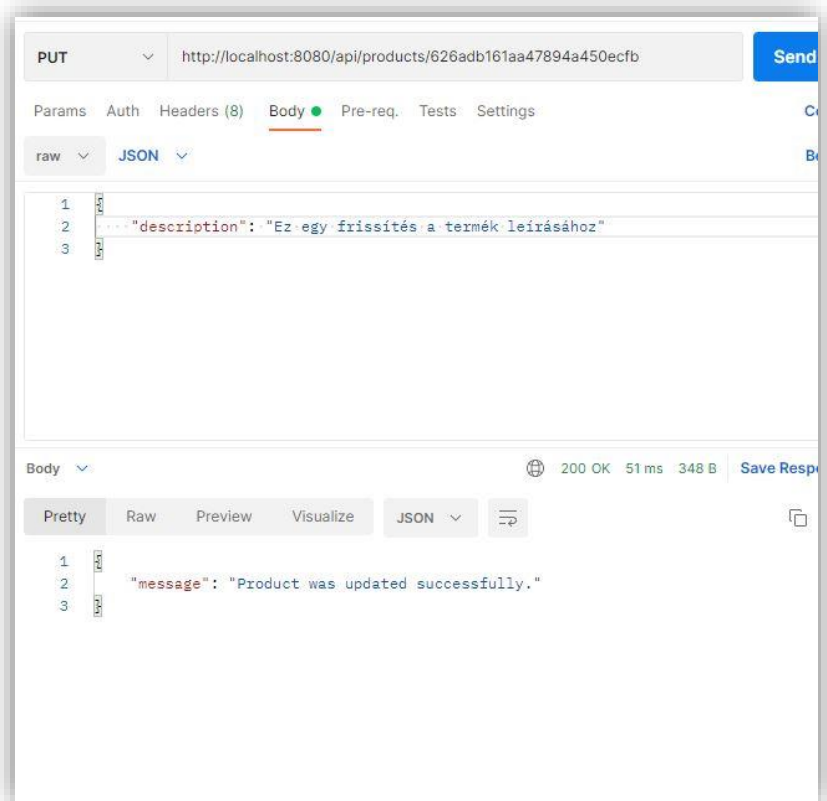 PUT http://localhost:8080/api/products/626adb161aa47894a450ecfb Send
Params Auth Headers (8) Body Pre-req. Tests Settings
raw JSON
1 {
2 "description": "Ez egy frissítés a termék leírásához"
3 }
Body 200 OK 51 ms 348 B Save Resp
Pretty Raw Preview Visualize JSON
1 {
2 "message": "Product was updated successfully."
3 }